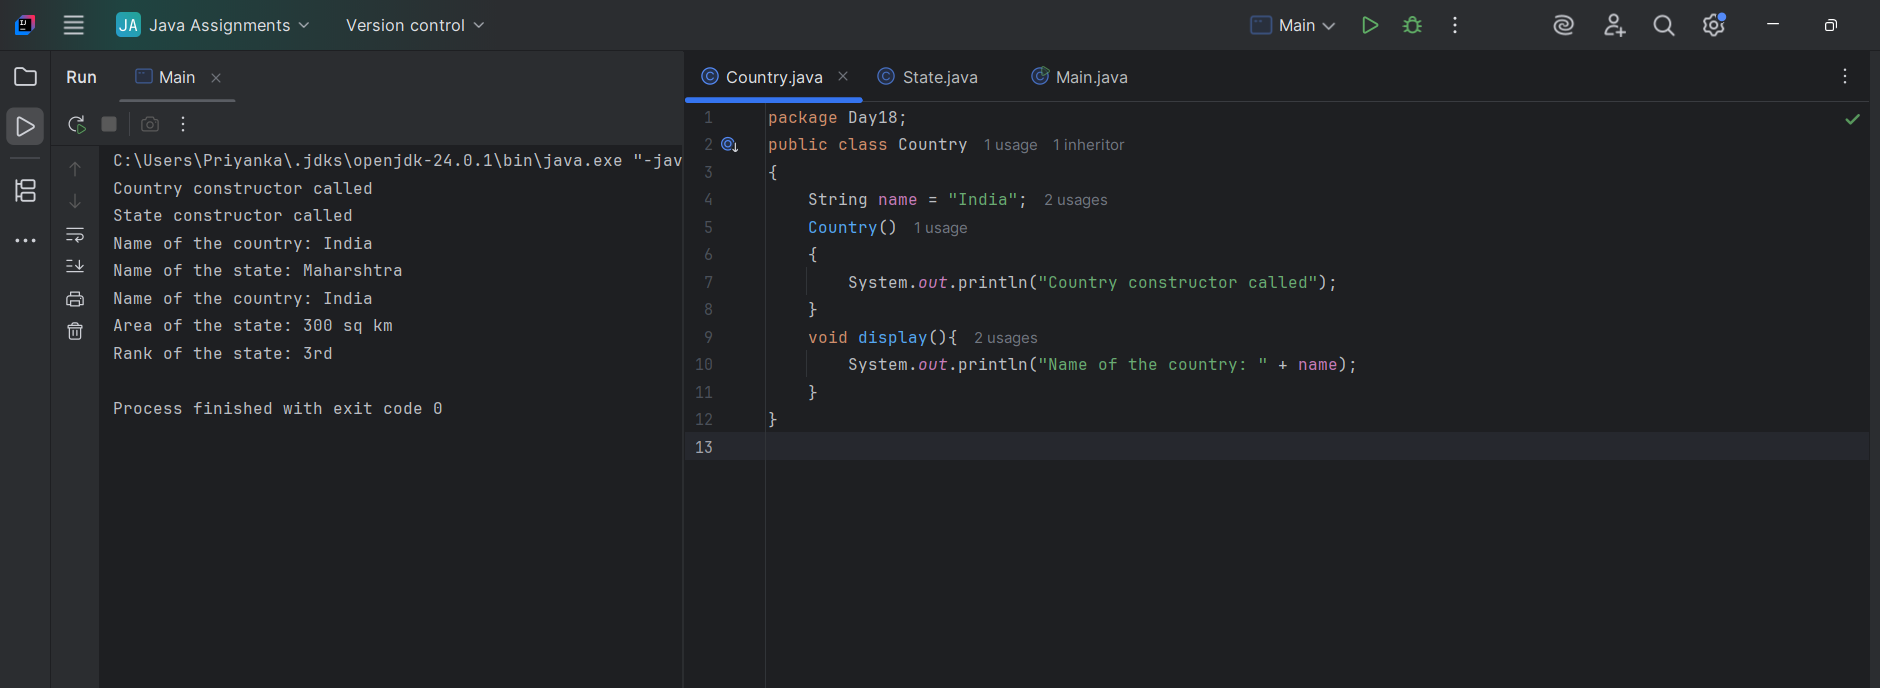 JA Java Assignments Version control Main
Run Main
C:\Users\Priyanka\.jdks\openjdk-24.0.1\bin\java.exe "-jav
Country constructor called
State constructor called
Name of the country: India
Name of the state: Maharshtra
Name of the country: India
Area of the state: 300 sq km
Rank of the state: 3rd
Process finished with exit code 0
Country.java State.java Main.java
1 package Day18;
2 public class Country 1 usage 1 inheritor
3 {
4 String name = "India"; 2 usages
5 Country() 1 usage
6 {
7 System.out.println("Country constructor called");
8 }
9 void display(){ 2 usages
10 System.out.println("Name of the country: " + name);
11 }
12 }
13